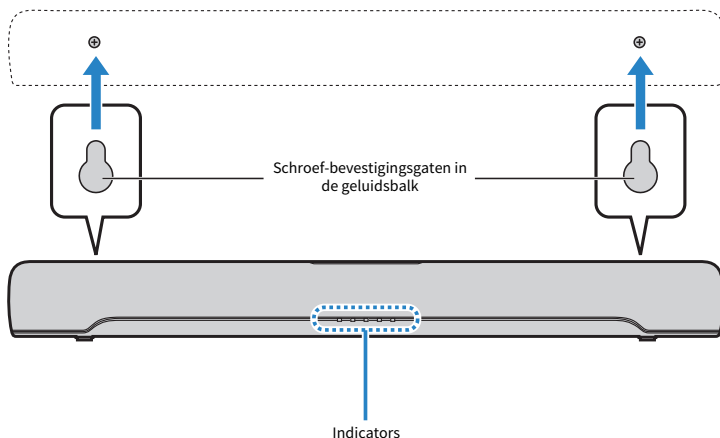 Schroef-bevestigingsgaten in
de geluidsbalk
Indicators